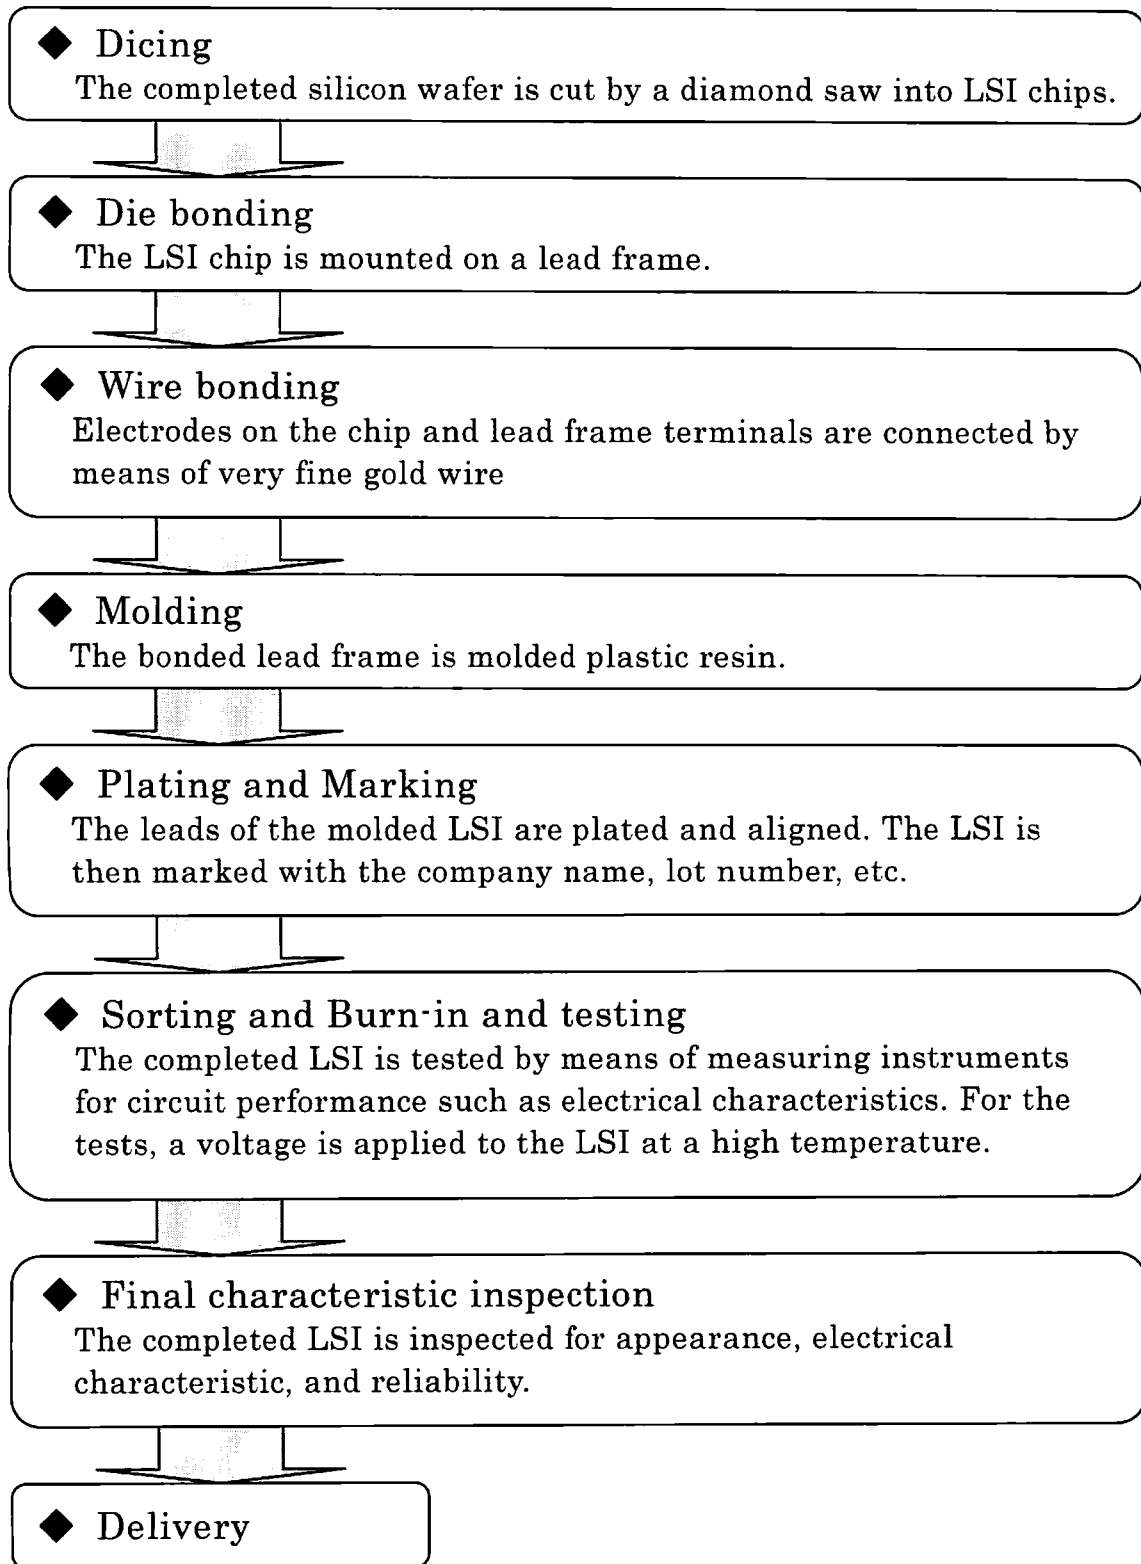 ◆ Dicing
The completed silicon wafer is cut by a diamond saw into LSI chips.
◆ Die bonding
The LSI chip is mounted on a lead frame.
◆ Wire bonding
Electrodes on the chip and lead frame terminals are connected by
means of very fine gold wire
◆ Molding
The bonded lead frame is molded plastic resin.
◆ Plating and Marking
The leads of the molded LSI are plated and aligned. The LSI is
then marked with the company name, lot number, etc.
◆ Sorting and Burn-in and testing
The completed LSI is tested by means of measuring instruments
for circuit performance such as electrical characteristics. For the
tests, a voltage is applied to the LSI at a high temperature.
◆ Final characteristic inspection
The completed LSI is inspected for appearance, electrical
characteristic, and reliability.
◆ Delivery